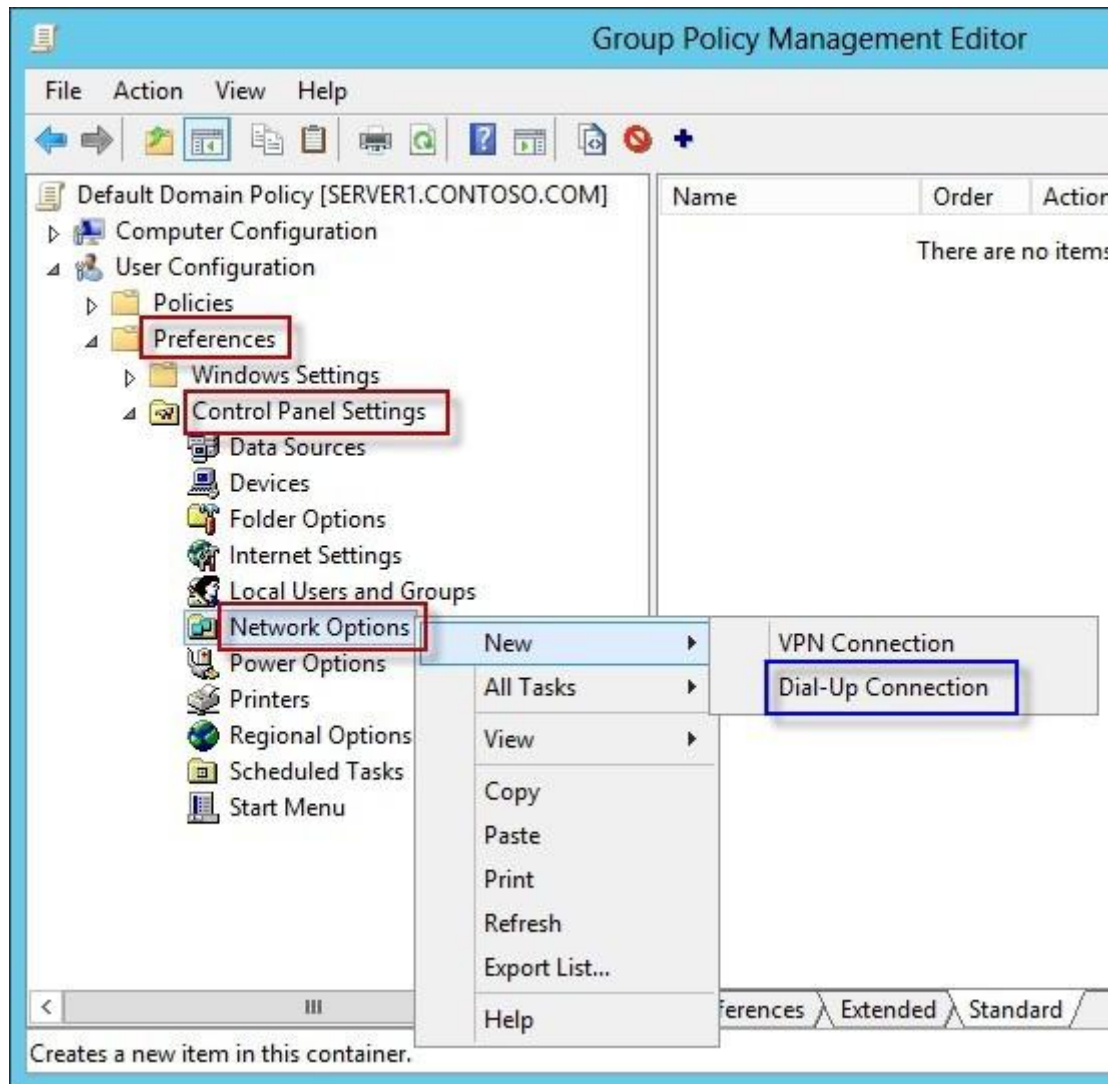 Group Policy Management Editor
File Action View Help
Default Domain Policy [SERVER1.CONTOSO.COM]
Computer Configuration
User Configuration
Policies
Preferences
Windows Settings
Control Panel Settings
Data Sources
Devices
Folder Options
Internet Settings
Local Users and Groups
Network Options
Power Options
Printers
Regional Options
Scheduled Tasks
Start Menu
Name Order Action
There are no items
New
All Tasks
View
Copy
Paste
Print
Refresh
Export List...
Help
VPN Connection
Dial-Up Connection
ferences Extended Standard
Creates a new item in this container.